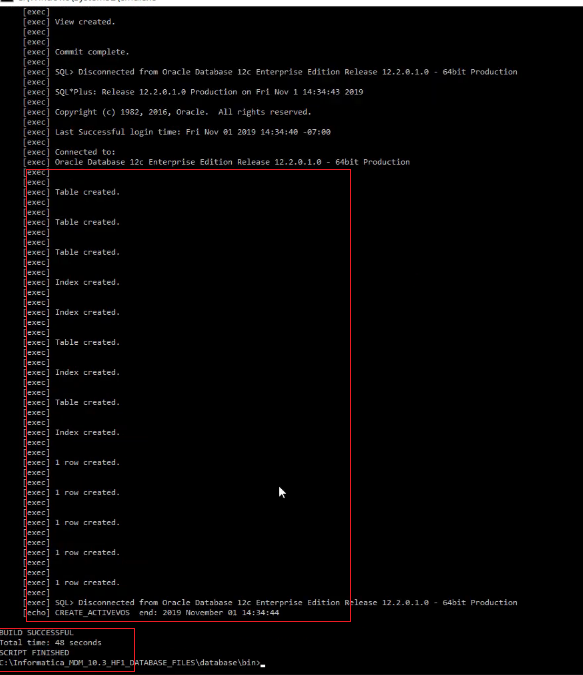 [exec]
[exec] View created.
[exec]
[exec]
[exec] Commit complete.
[exec]
[exec] SQL> Disconnected from Oracle Database 12c Enterprise Edition Release 12.2.0.1.0 - 64bit Production
[exec]
[exec] SQL*Plus: Release 12.2.0.1.0 Production on Fri Nov 1 14:34:43 2019
[exec]
[exec] Copyright (c) 1982, 2016, Oracle.  All rights reserved.
[exec]
[exec] Last Successful login time: Fri Nov 01 2019 14:34:40 -07:00
[exec]
[exec] Connected to:
[exec] Oracle Database 12c Enterprise Edition Release 12.2.0.1.0 - 64bit Production
[exec]
[exec]
[exec] Table created.
[exec]
[exec]
[exec] Table created.
[exec]
[exec]
[exec] Table created.
[exec]
[exec]
[exec] Index created.
[exec]
[exec]
[exec] Index created.
[exec]
[exec]
[exec] Table created.
[exec]
[exec]
[exec] Index created.
[exec]
[exec]
[exec] Table created.
[exec]
[exec]
[exec] Index created.
[exec]
[exec]
[exec] 1 row created.
[exec]
[exec]
[exec] 1 row created.
[exec]
[exec]
[exec] 1 row created.
[exec]
[exec]
[exec] 1 row created.
[exec]
[exec]
[exec] 1 row created.
[exec]
[exec] SQL> Disconnected from Oracle Database 12c Enterprise Edition Release 12.2.0.1.0 - 64bit Production
[echo] CREATE_ACTIVEVOS  end: 2019 November 01 14:34:44
BUILD SUCCESSFUL
Total time: 48 seconds
SCRIPT FINISHED
C:\Informatica_MDM_10.3_HF1_DATABASE_FILES\database\bin>